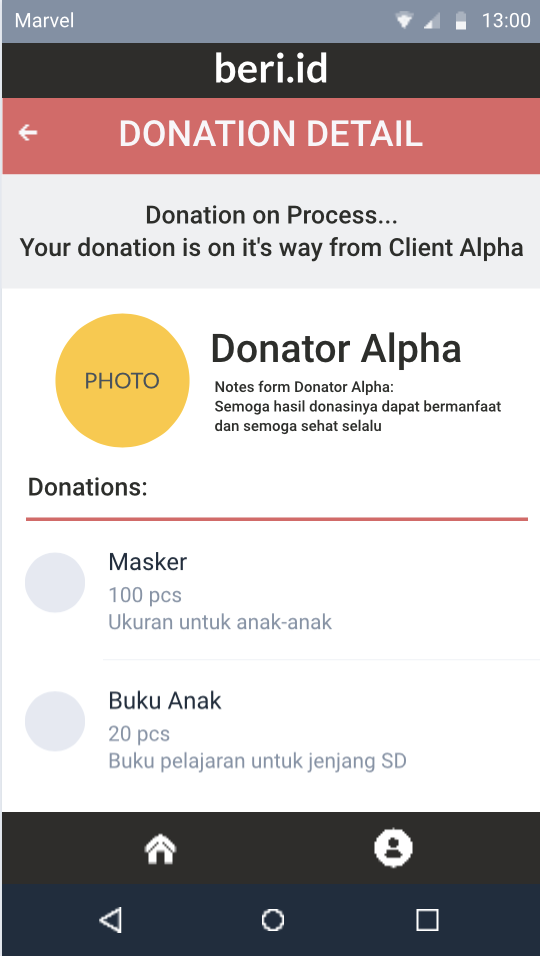 Marvel 13:00
beri.id
DONATION DETAIL
Donation on Process...
Your donation is on it's way from Client Alpha
PHOTO
Donator Alpha
Notes form Donator Alpha:
Semoga hasil donasinya dapat bermanfaat
dan semoga sehat selalu
Donations:
Masker
100 pcs
Ukuran untuk anak-anak
Buku Anak
20 pcs
Buku pelajaran untuk jenjang SD